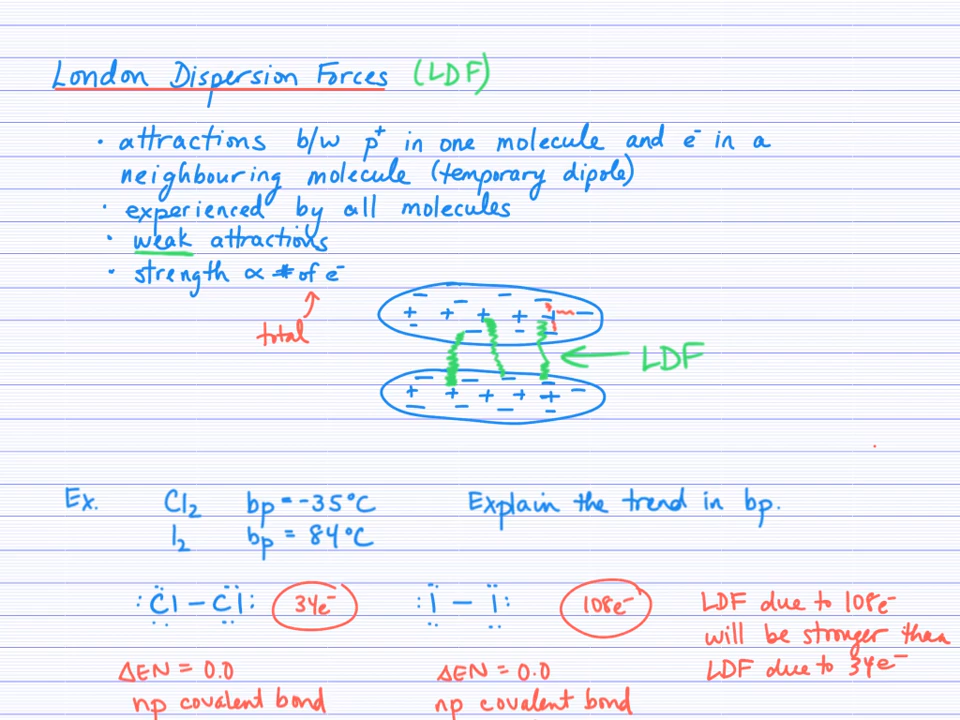 London Dispersion Forces (LDF)
• attractions b/w p⁺ in one molecule and e⁻ in a
neighbouring molecule (temporary dipole)
• experienced by all molecules
• weak attractions
• strength ∝ # of e⁻
total
LDF
Ex. Cl₂ bp = -35°C Explain the trend in bp.
I₂ bp = 84°C
:Cl – Cl: 34e⁻ :I – I: 108e⁻ LDF due to 108e⁻
will be stronger than
LDF due to 34e⁻
ΔEN = 0.0 ΔEN = 0.0
np covalent bond np covalent bond